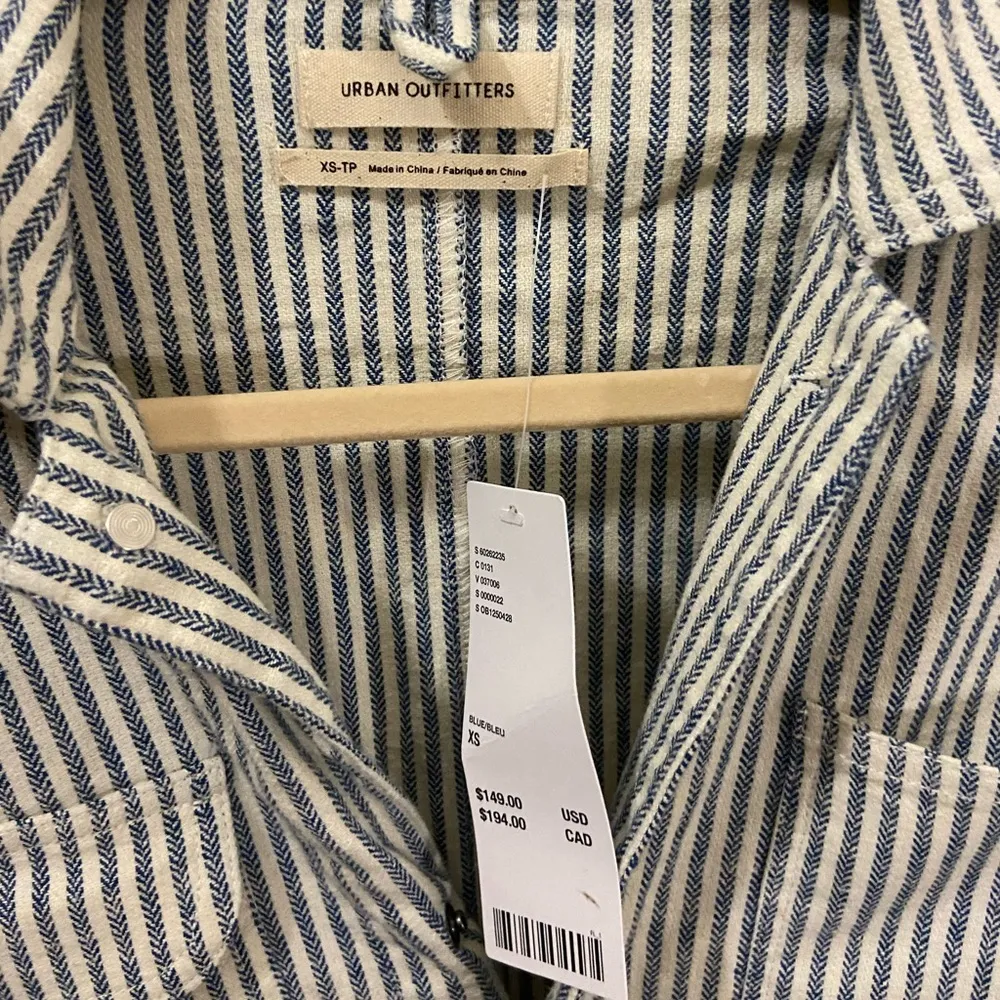 URBAN OUTFITTERS
XS-TP Made in China / Fabriqué en Chine
S 60262235
C 0131
V 037006
S 0000022
S OB1250428
BLUE/BLEU
XS
$149.00 USD
$194.00 CAD